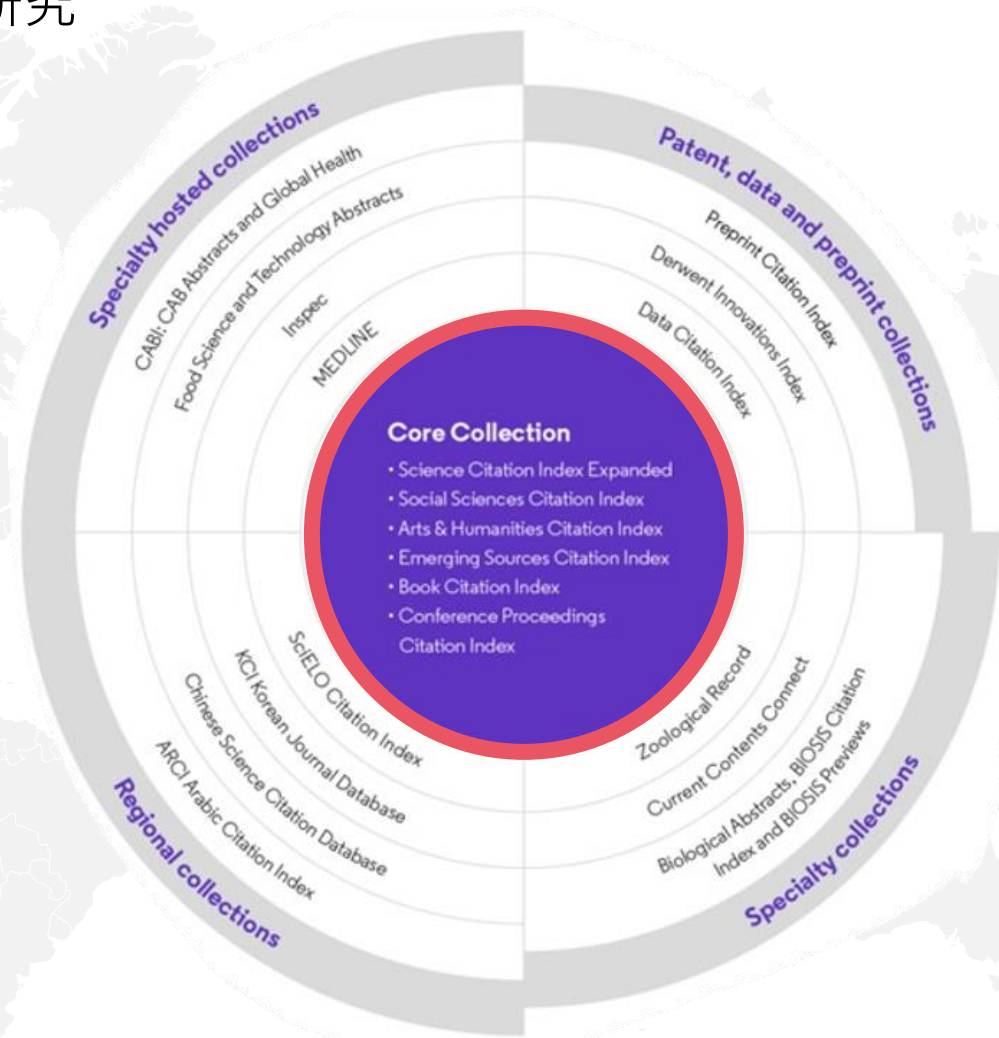 研究
Specialty hosted collections
CABI: CAB Abstracts and Global Health
Food Science and Technology Abstracts
Inspec
MEDLINE
Patent, data and preprint collections
Preprint Citation Index
Derwent Innovations Index
Data Citation Index
Core Collection
• Science Citation Index Expanded
• Social Sciences Citation Index
• Arts & Humanities Citation Index
• Emerging Sources Citation Index
• Book Citation Index
• Conference Proceedings
Citation Index
SciELO Citation Index
KCI Korean Journal Database
Chinese Science Citation Database
ARCI Arabic Citation Index
Regional collections
Zoological Record
Current Contents Connect
Biological Abstracts, BIOSIS Citation
Index and BIOSIS Previews
Specialty collections